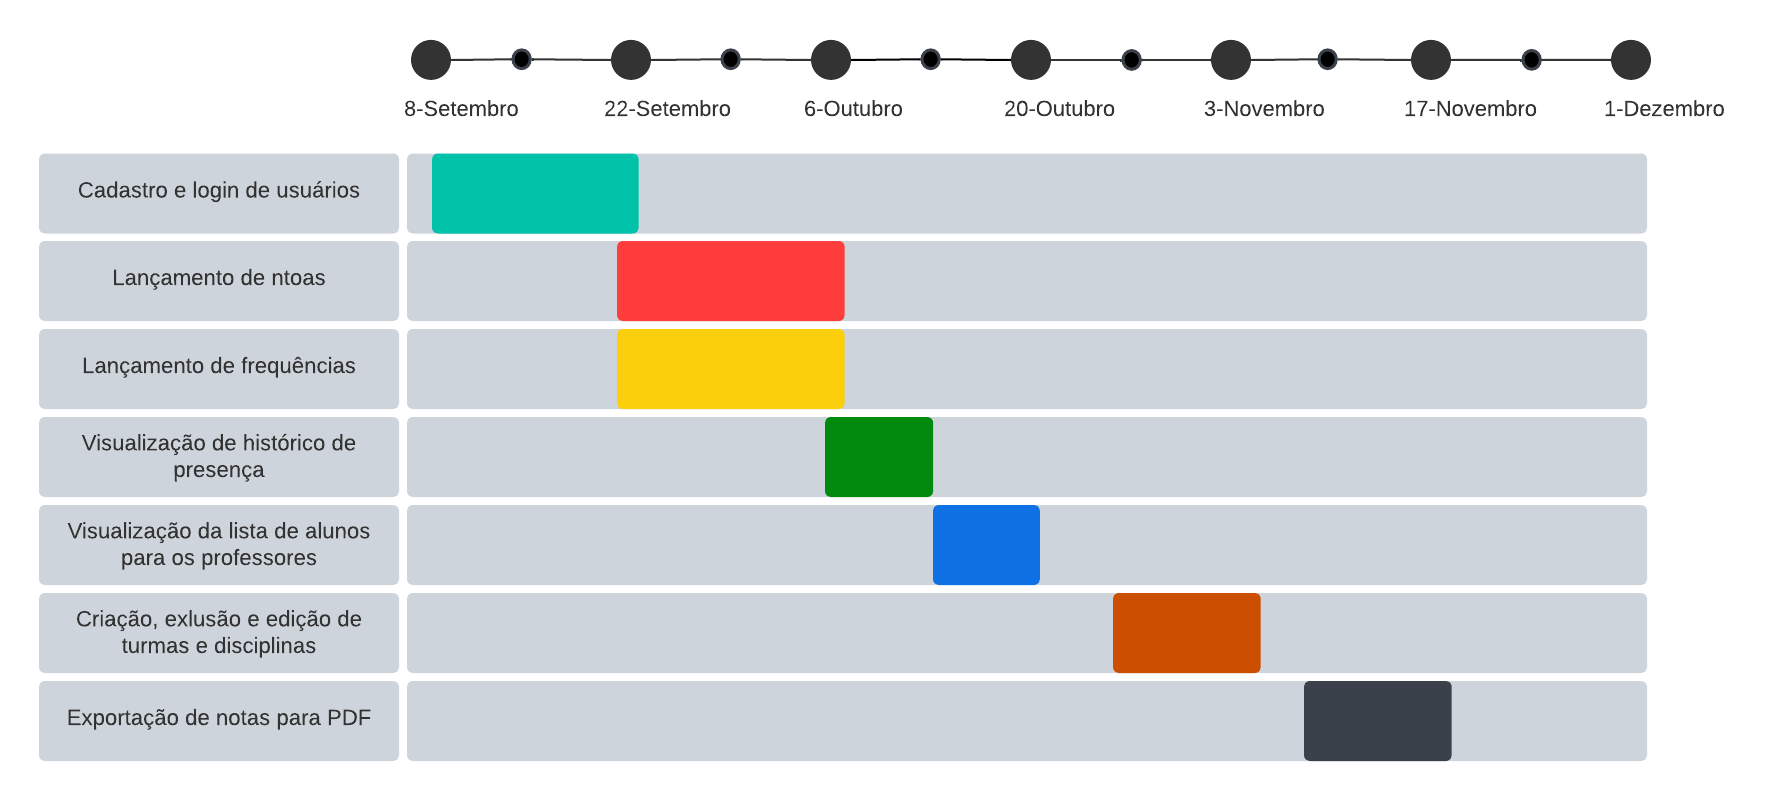 8-Setembro
22-Setembro
6-Outubro
20-Outubro
3-Novembro
17-Novembro
1-Dezembro
Cadastro e login de usuários
Lançamento de ntoas
Lançamento de frequências
Visualização de histórico de
presença
Visualização da lista de alunos
para os professores
Criação, exlusão e edição de
turmas e disciplinas
Exportação de notas para PDF